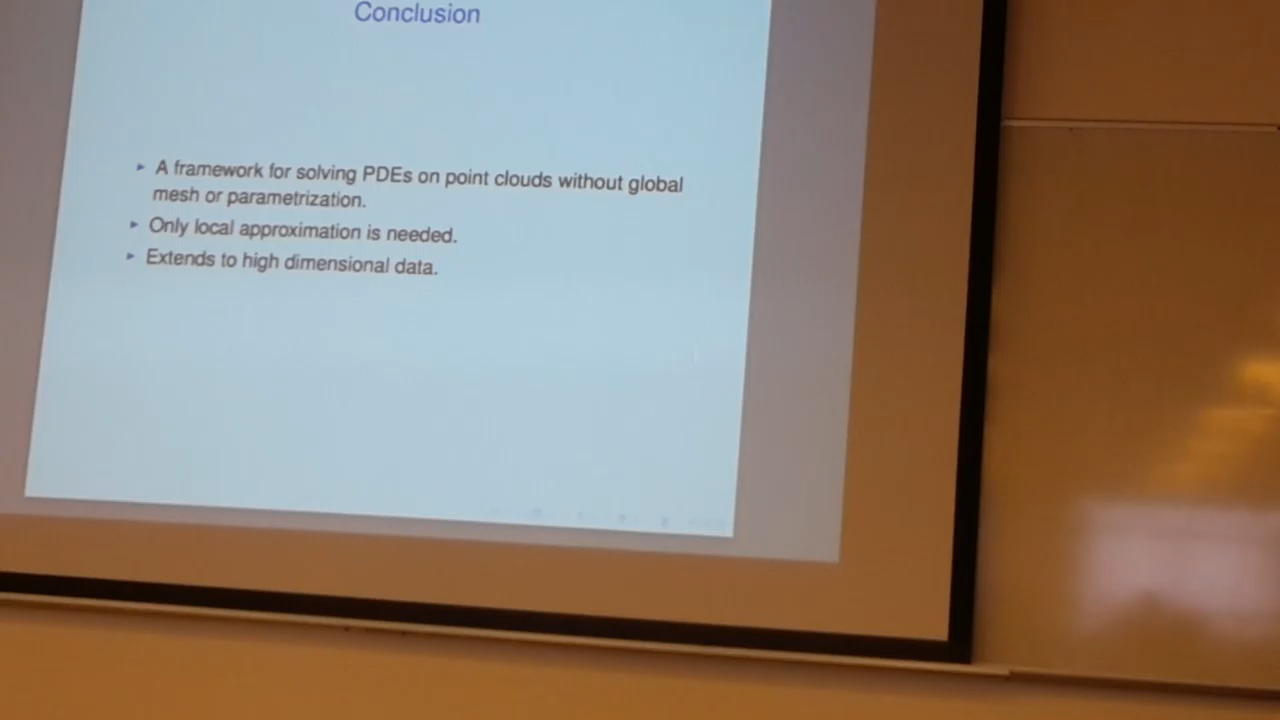 Conclusion
A framework for solving PDEs on point clouds without global
mesh or parametrization.
Only local approximation is needed.
Extends to high dimensional data.